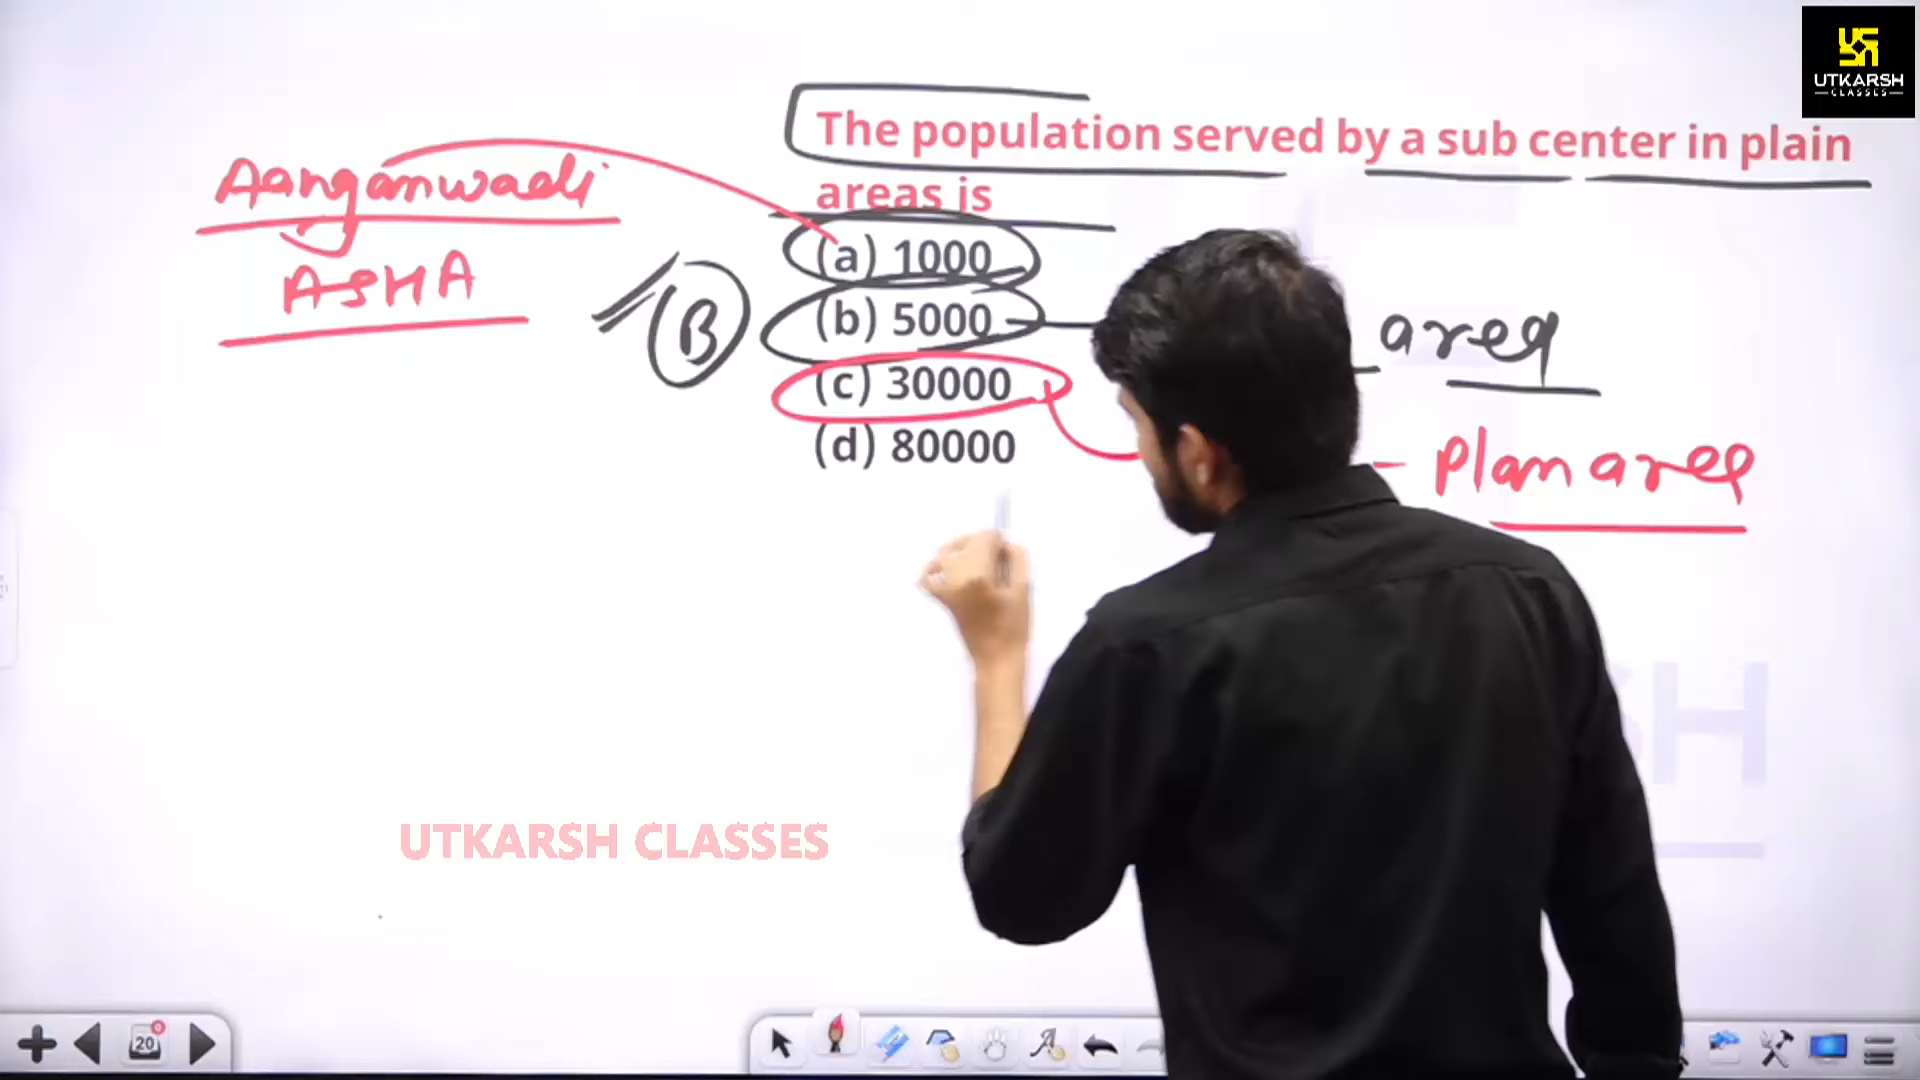 UTKARSH
CLASSES
The population served by a sub center in plain
areas is
(a) 1000
(b) 5000
(c) 30000
(d) 80000
Aanganwadi
ASHA
B
area
- Plan area
UTKARSH CLASSES
SH
20